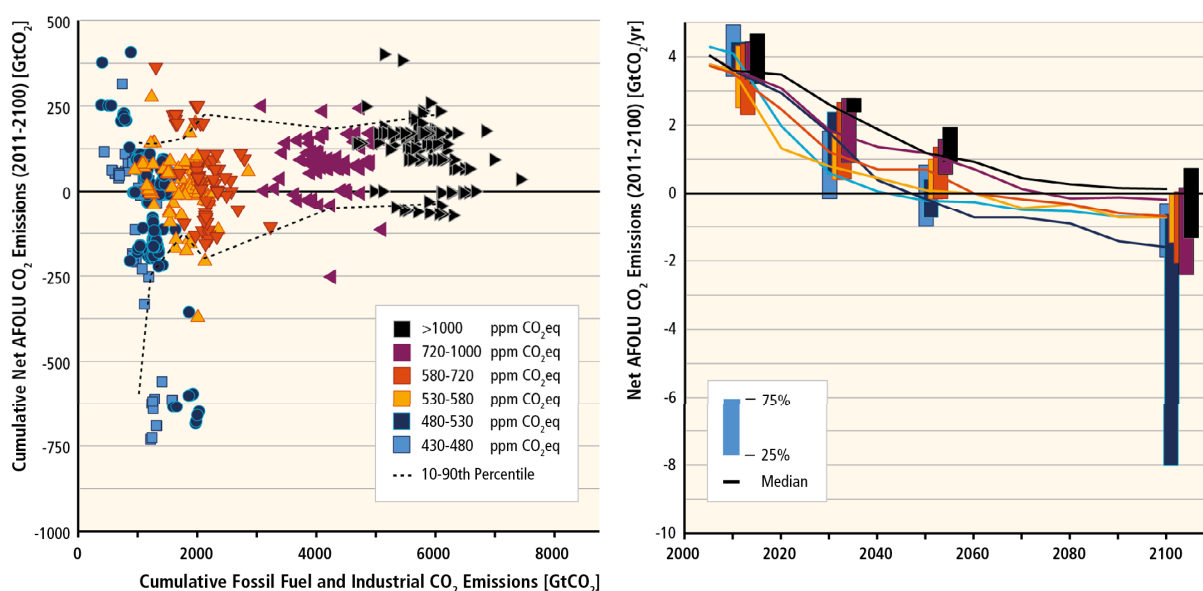 Cumulative Net AFOLU CO2 Emissions (2011-2100) [GtCO2]
500
250
0
-250
-500
-750
-1000
0 2000 4000 6000 8000
Cumulative Fossil Fuel and Industrial CO2 Emissions [GtCO2]
>1000 ppm CO2eq
720-1000 ppm CO2eq
580-720 ppm CO2eq
530-580 ppm CO2eq
480-530 ppm CO2eq
430-480 ppm CO2eq
10-90th Percentile
Net AFOLU CO2 Emissions (2011-2100) [GtCO2/yr]
4
2
0
-2
-4
-6
-8
-10
2000 2020 2040 2060 2080 2100
75%
25%
Median